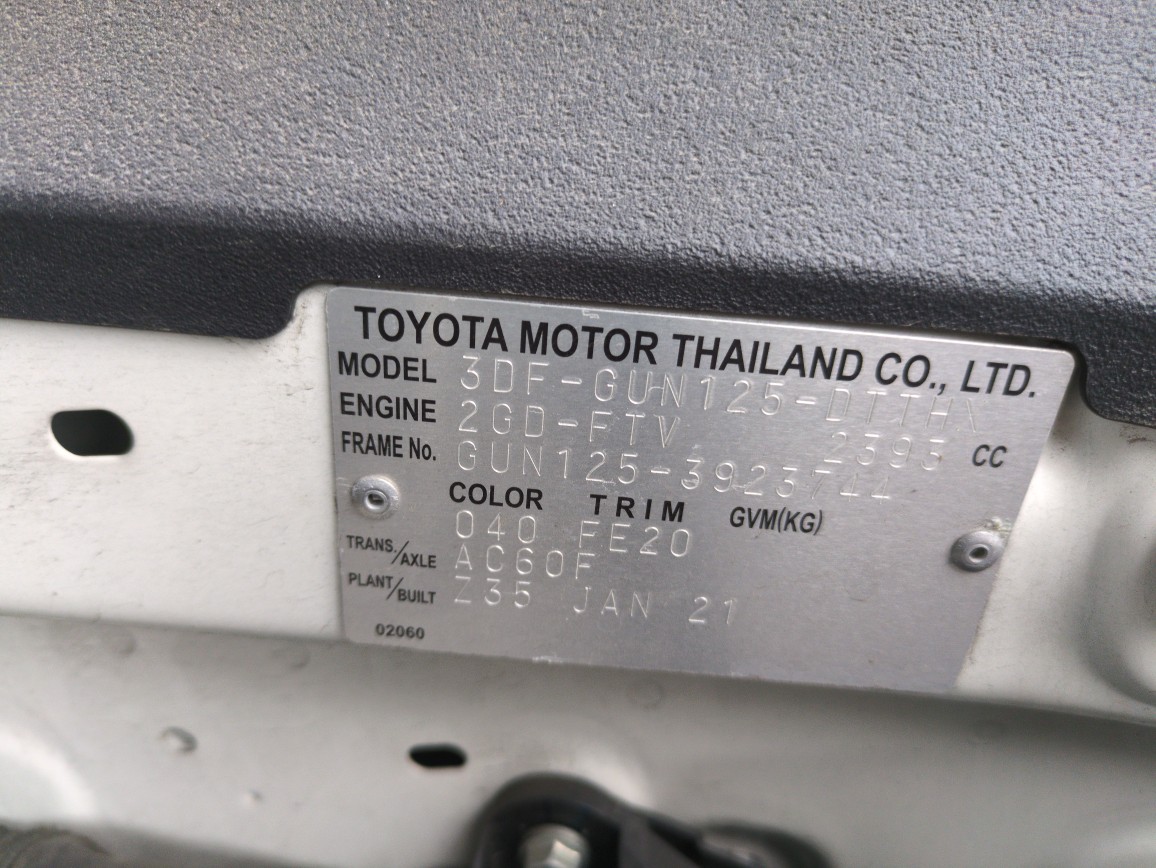 TOYOTA MOTOR THAILAND CO., LTD.
MODEL 3DF-GUN125-DTTHX
ENGINE 2GD-FTV 2393 CC
FRAME No. GUN125-3923744
COLOR TRIM GVM(KG)
040 FE20
TRANS./AXLE AC60F
PLANT/BUILT Z35 JAN 21
02060